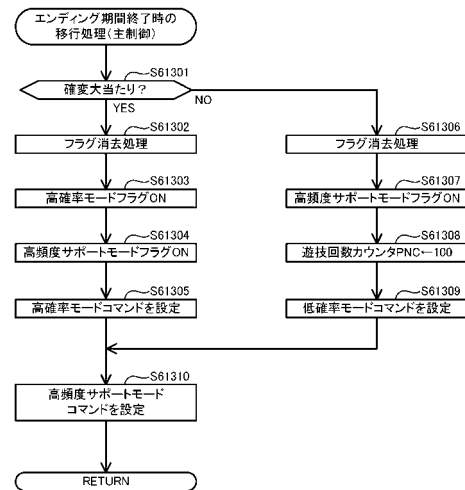 エンディング期間終了時の
移行処理(主制御)
S61301
確変大当たり?
YES
NO
S61302
フラグ消去処理
S61303
高確率モードフラグON
S61304
高頻度サポートモードフラグON
S61305
高確率モードコマンドを設定
S61306
フラグ消去処理
S61307
高頻度サポートモードフラグON
S61308
遊技回数カウンタPNC←100
S61309
低確率モードコマンドを設定
S61310
高頻度サポートモード
コマンドを設定
RETURN